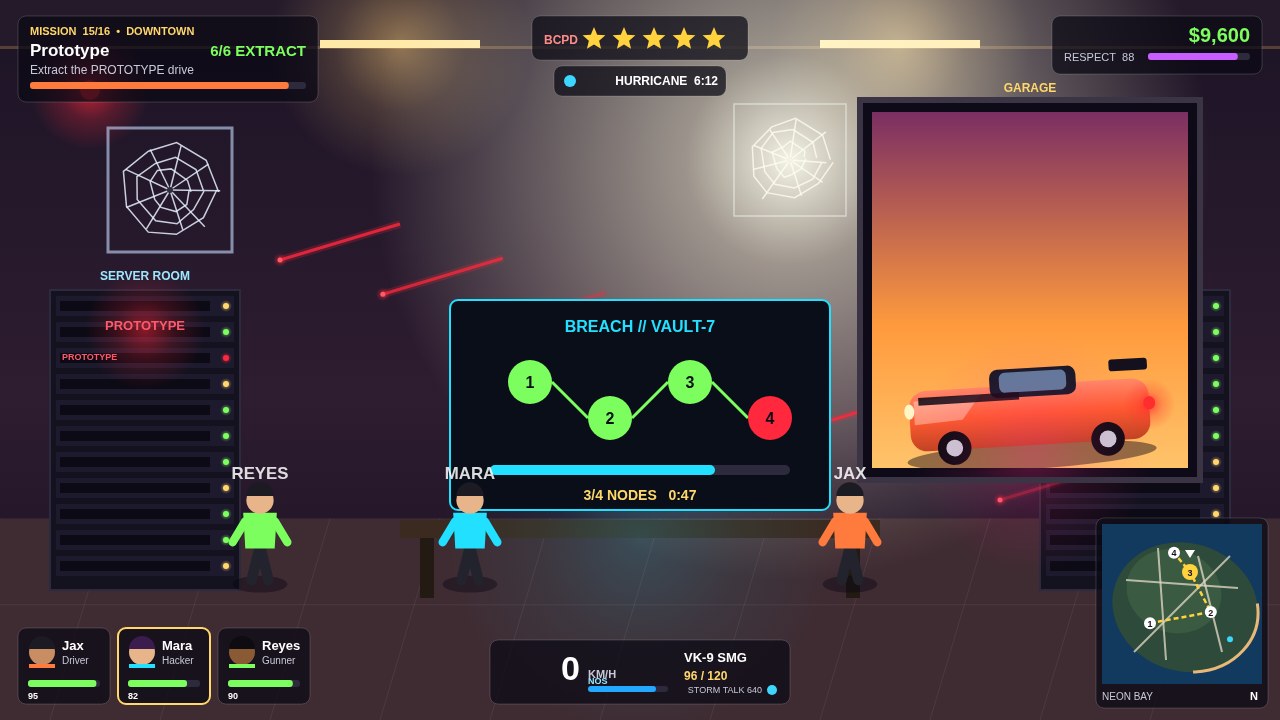 MISSION 15/16 • DOWNTOWN
Prototype 6/6 EXTRACT
Extract the PROTOTYPE drive
BCPD
HURRICANE 6:12
$9,600
RESPECT 88
GARAGE
SERVER ROOM
PROTOTYPE
PROTOTYPE
BREACH // VAULT-7
1
2
3
4
3/4 NODES 0:47
REYES
MARA
JAX
Jax
Driver
95
Mara
Hacker
82
Reyes
Gunner
90
0 KM/H
NOS
VK-9 SMG
96 / 120
STORM TALK 640
4
3
2
1
NEON BAY N